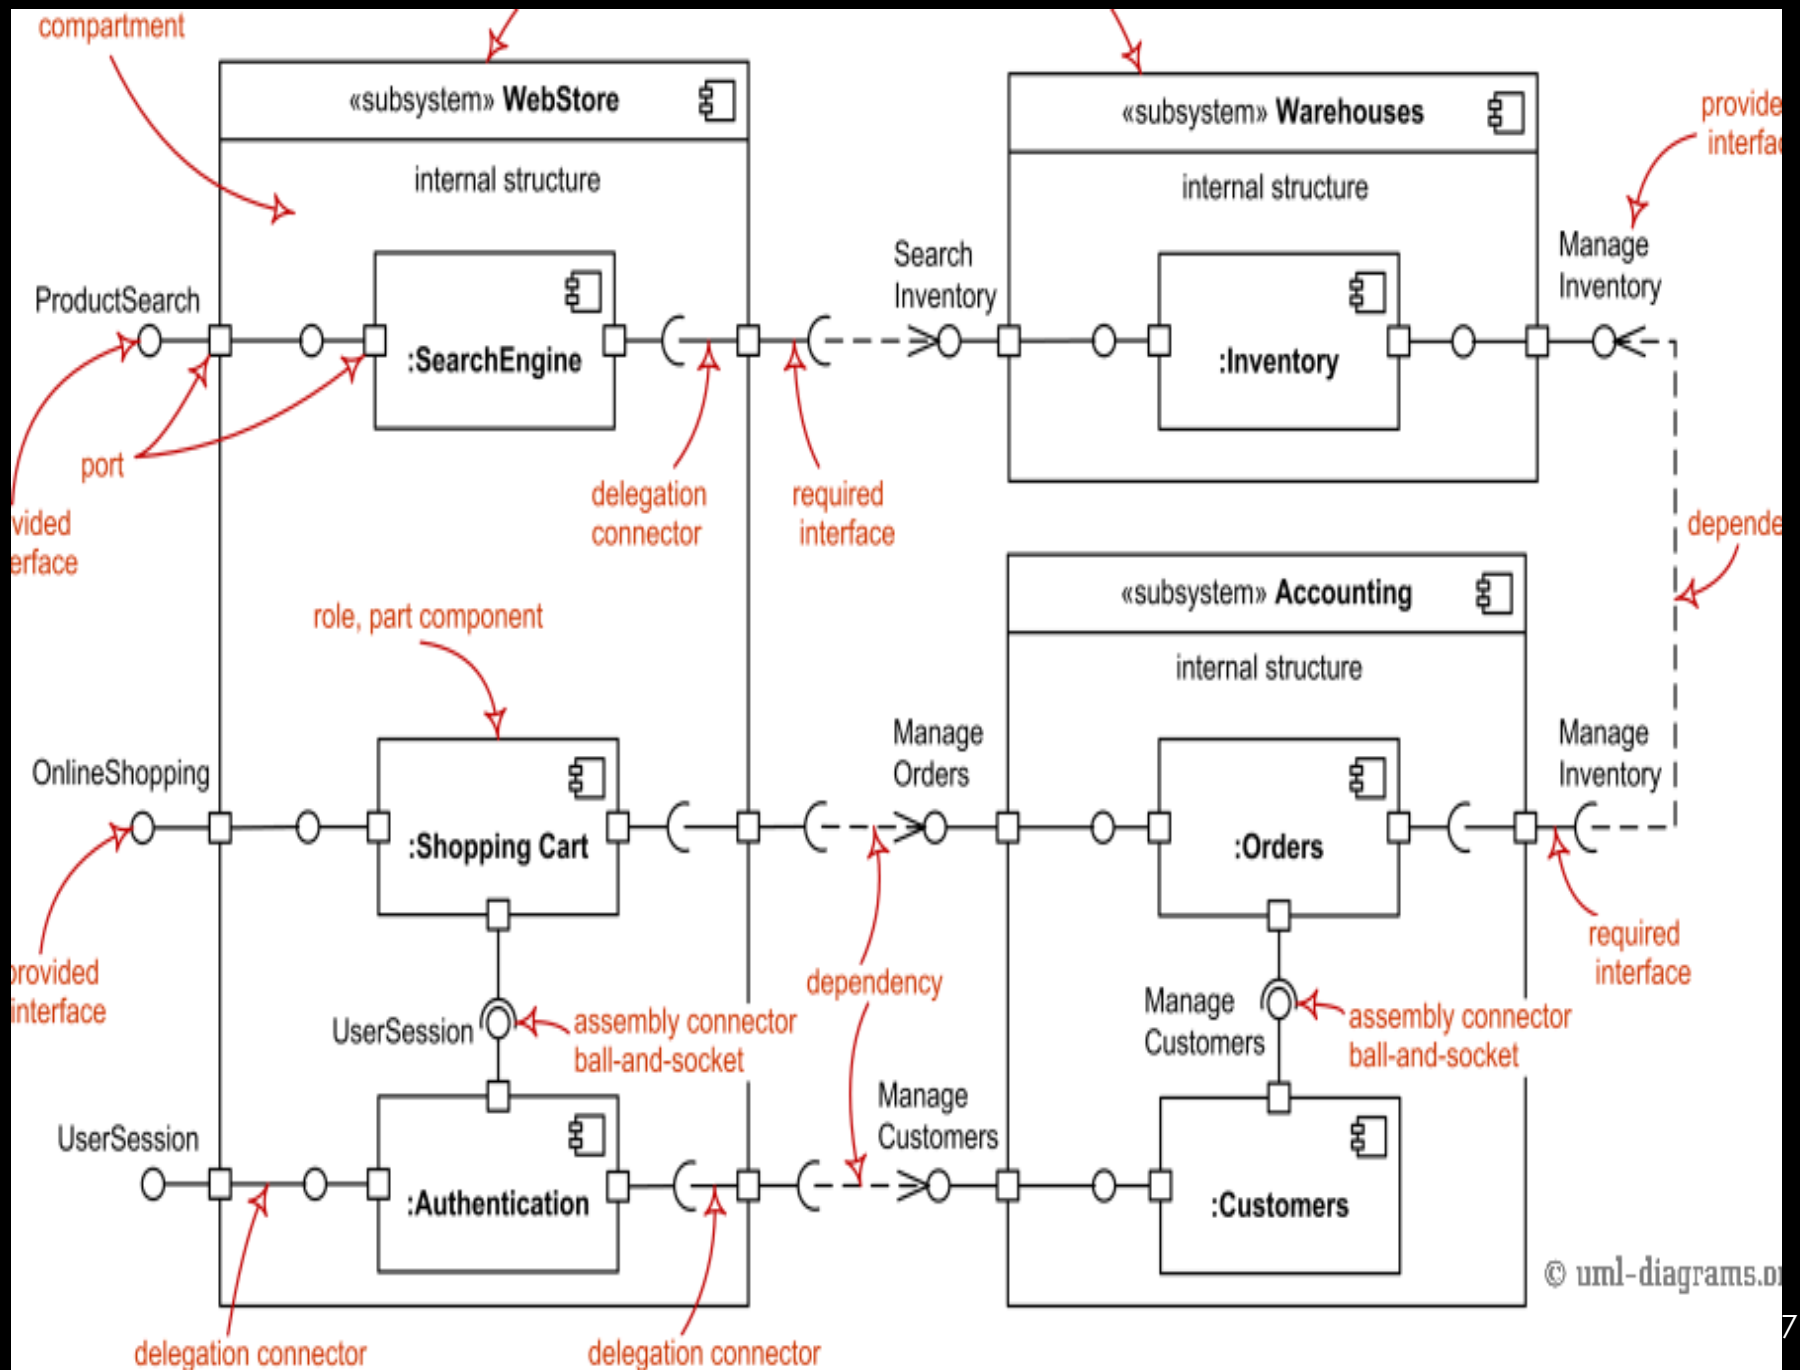 compartment
«subsystem» WebStore
internal structure
«subsystem» Warehouses
internal structure
provide
interfac
Manage
Inventory
ProductSearch
:SearchEngine
Search
Inventory
:Inventory
port
vided
erface
delegation
connector
required
interface
depende
role, part component
«subsystem» Accounting
internal structure
OnlineShopping
:Shopping Cart
Manage
Orders
:Orders
Manage
Inventory
provided
interface
dependency
required
interface
UserSession
assembly connector
ball-and-socket
Manage
Customers
assembly connector
ball-and-socket
UserSession
:Authentication
Manage
Customers
:Customers
© uml-diagrams.or
delegation connector
delegation connector
7